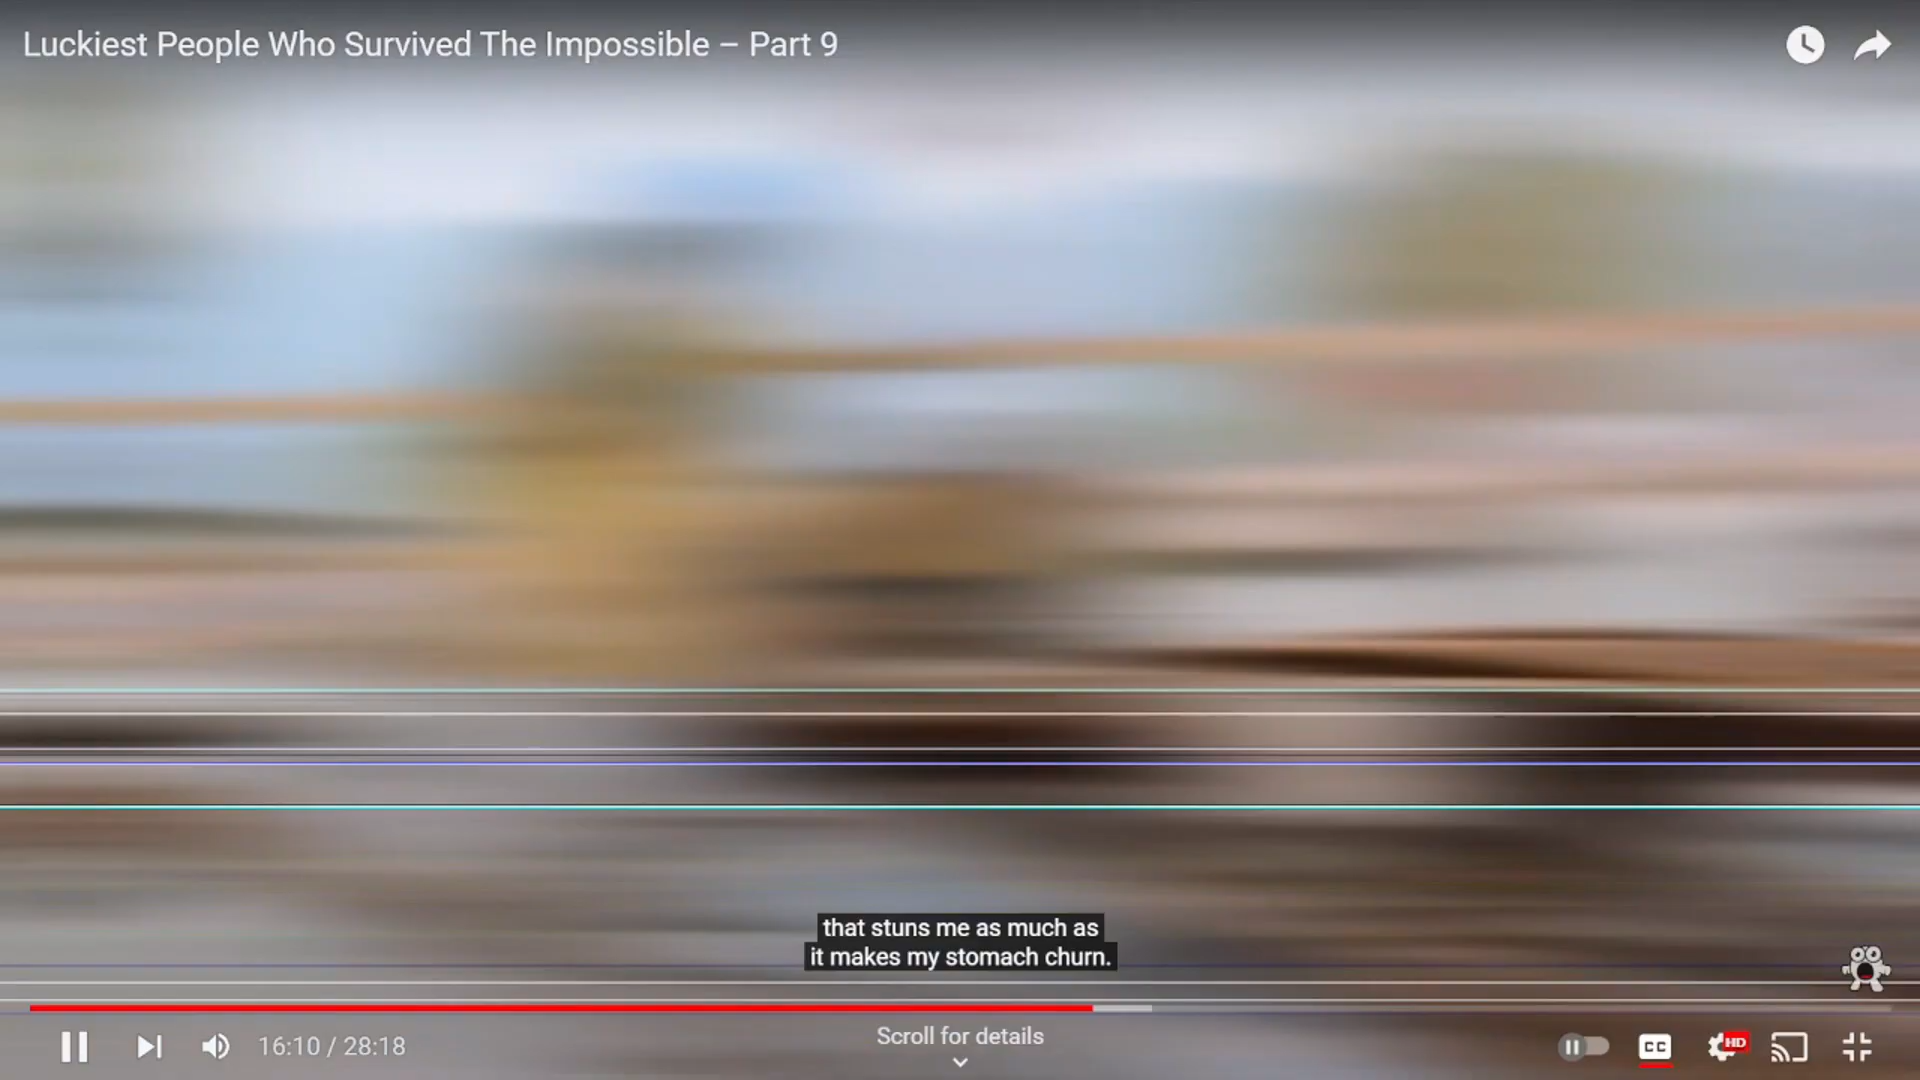 Luckiest People Who Survived The Impossible – Part 9
that stuns me as much as
it makes my stomach churn.
16:10 / 28:18
Scroll for details
CC
HD